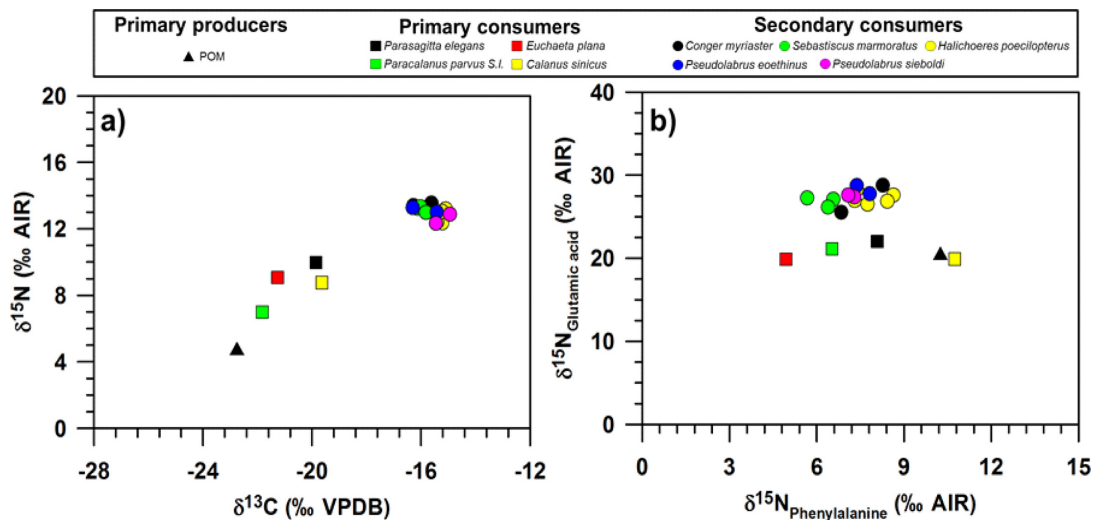 Primary producers Primary consumers Secondary consumers
POM Parasagitta elegans Euchaeta plana Conger myriaster Sebastiscus marmoratus Halichoeres poecilopterus
Paracalanus parvus S.l. Calanus sinicus Pseudolabrus eoethinus Pseudolabrus sieboldi
a)
20
16
12
8
4
0
δ15N (‰ AIR)
-28 -24 -20 -16 -12
δ13C (‰ VPDB)
b)
40
30
20
10
0
δ15NGlutamic acid (‰ AIR)
0 3 6 9 12 15
δ15NPhenylalanine (‰ AIR)